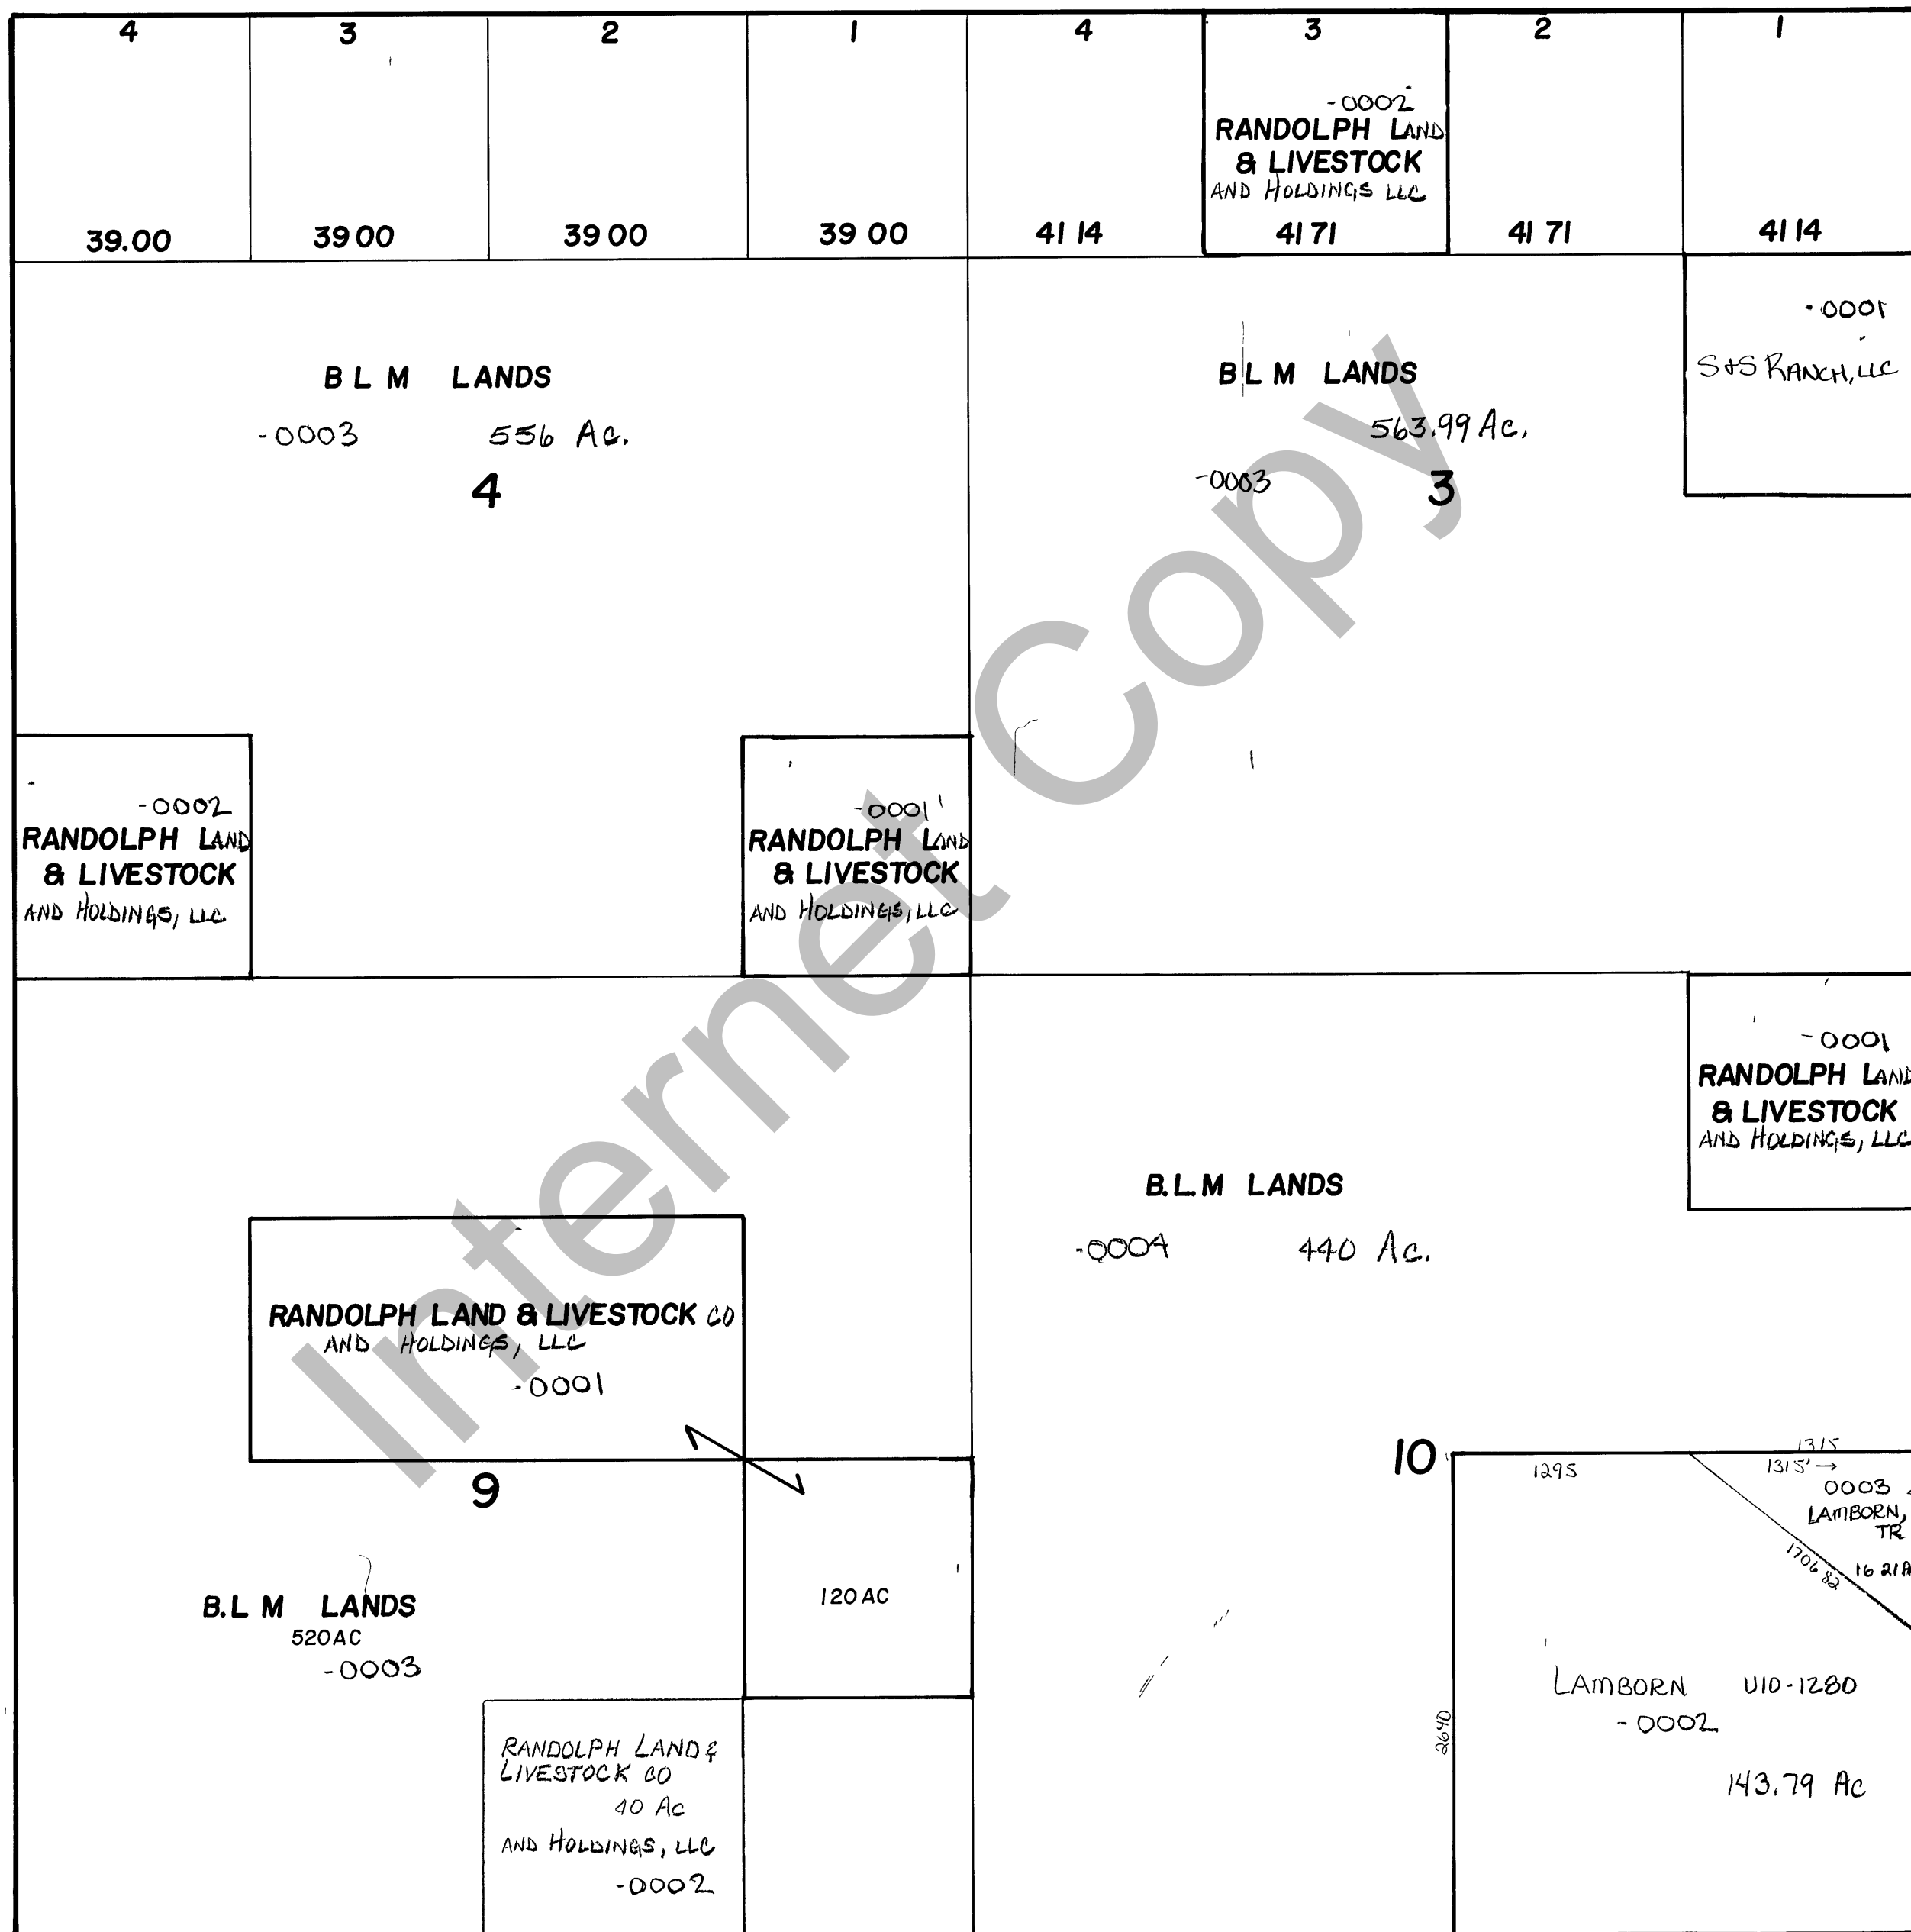 4 3 2 1 4 3 2 1
-0002
RANDOLPH LAND
& LIVESTOCK
AND HOLDINGS LLC
39.00 39 00 39 00 39 00 41 14 41 71 41 71 41 14
-0001
S+S RANCH, LLC
B L M LANDS
-0003 556 Ac.
4
B L M LANDS
563.99 Ac.
-0003
3
-0002
RANDOLPH LAND
& LIVESTOCK
AND HOLDINGS, LLC
-0001
RANDOLPH LAND
& LIVESTOCK
AND HOLDINGS, LLC
-0001
RANDOLPH LAND
& LIVESTOCK
AND HOLDINGS, LLC
B.L.M LANDS
-0004 440 Ac.
RANDOLPH LAND & LIVESTOCK CO
AND HOLDINGS, LLC
-0001
9
120 AC
B.L M LANDS
520 AC
-0003
RANDOLPH LAND &
LIVESTOCK CO
40 Ac
AND HOLDINGS, LLC
-0002
10
1315
1295
1315' →
0003
LAMBORN,
TR
1706 82
16 21A
LAMBORN U10-1280
-0002
2640
143.79 Ac
Internet Copy